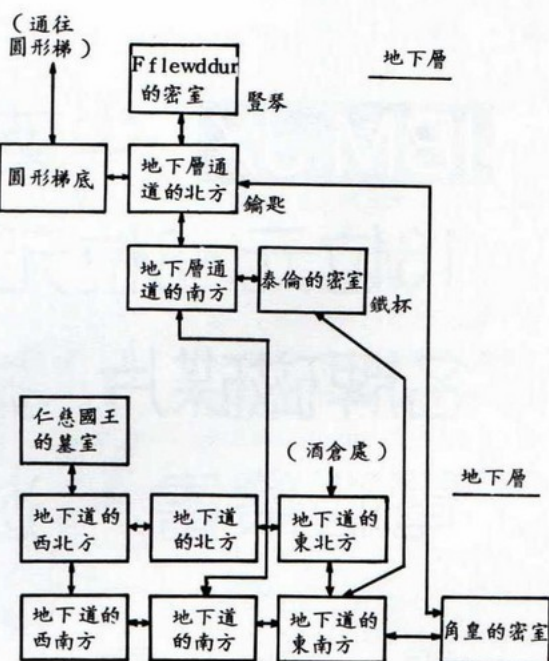 （通往
圓形梯）
地下層
Fflewddur
的密室
豎琴
圓形梯底
地下層通
道的北方
鑰匙
地下層通
道的南方
泰倫的密室
鐵杯
仁慈國王
的墓室
（酒倉處）
地下層
地下道的
西北方
地下道
的北方
地下道的
東北方
地下道的
西南方
地下道
的南方
地下道的
東南方
角皇的密室